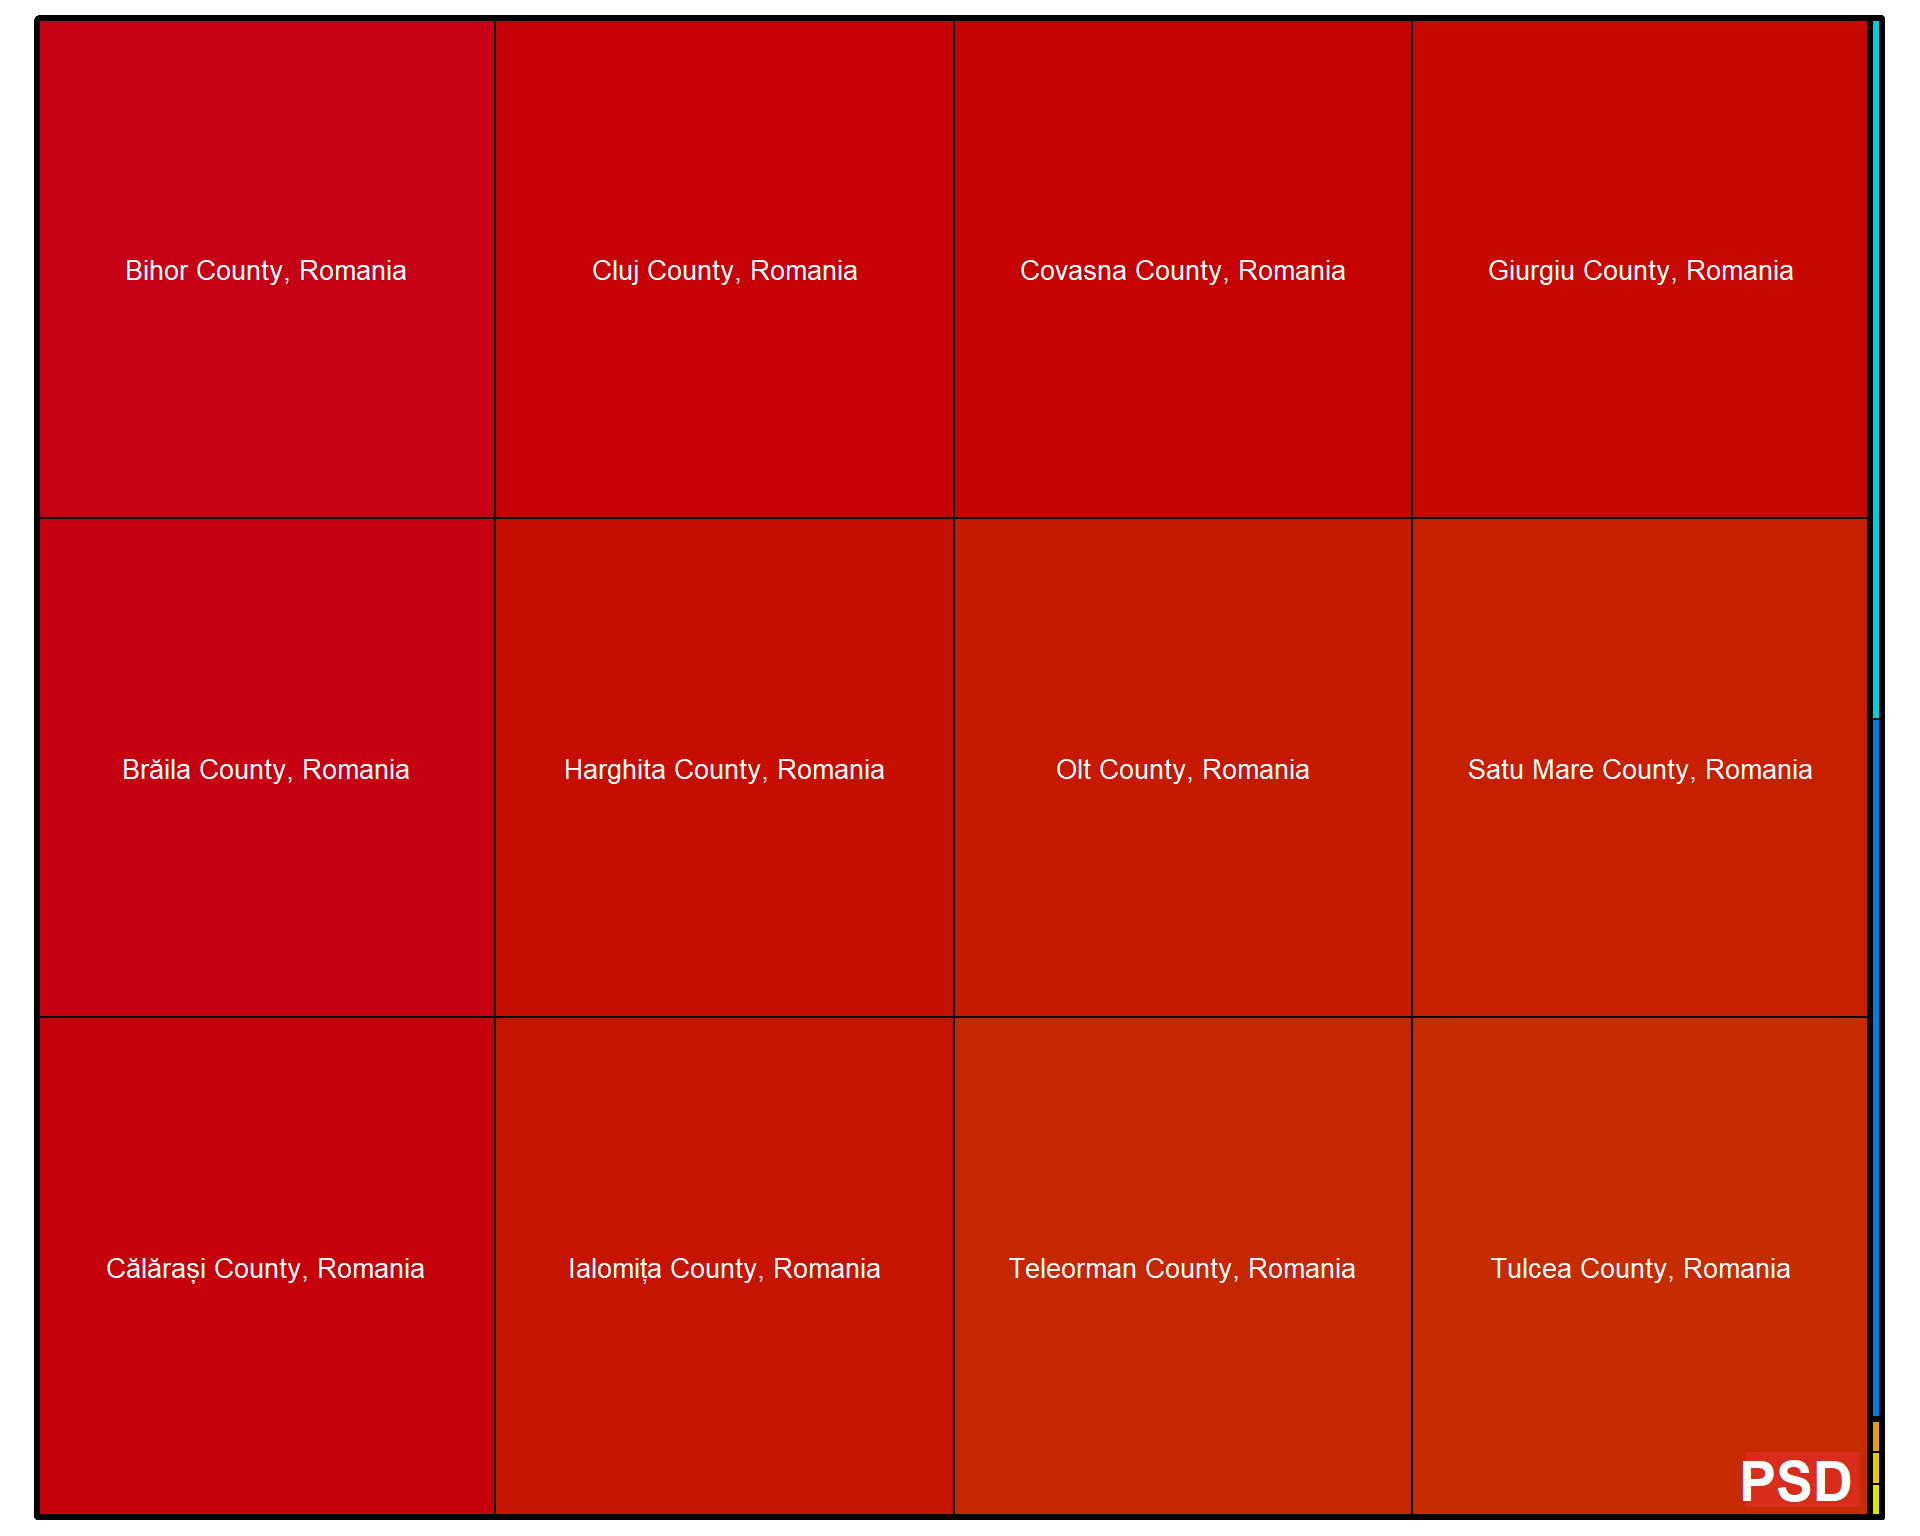 Bihor County, Romania
Cluj County, Romania
Covasna County, Romania
Giurgiu County, Romania
Brăila County, Romania
Harghita County, Romania
Olt County, Romania
Satu Mare County, Romania
Călărași County, Romania
Ialomița County, Romania
Teleorman County, Romania
Tulcea County, Romania
PSD